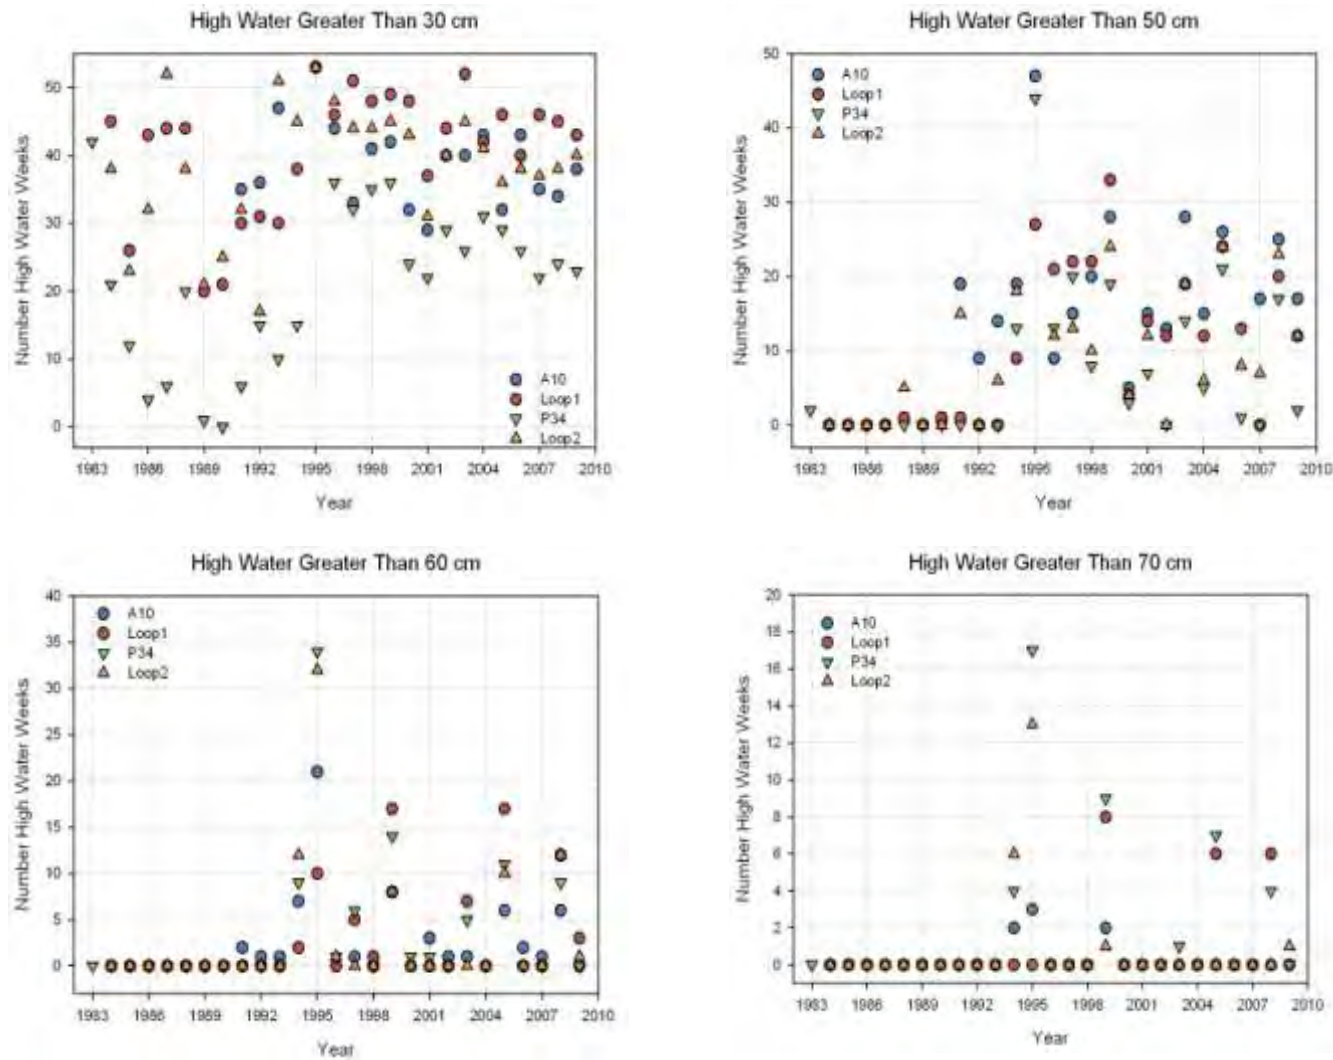 High Water Greater Than 30 cm
Number High Water Weeks
50
40
30
20
10
0
A10
Loop1
P34
Loop2
1983 1986 1989 1992 1995 1998 2001 2004 2007 2010
Year
High Water Greater Than 50 cm
Number High Water Weeks
50
40
30
20
10
0
A10
Loop1
P34
Loop2
1983 1986 1989 1992 1995 1998 2001 2004 2007 2010
Year
High Water Greater Than 60 cm
Number High Water Weeks
40
35
30
25
20
15
10
5
0
A10
Loop1
P34
Loop2
1983 1986 1989 1992 1995 1998 2001 2004 2007 2010
Year
High Water Greater Than 70 cm
Number High Water Weeks
20
18
16
14
12
10
8
6
4
2
0
A10
Loop1
P34
Loop2
1983 1986 1989 1992 1995 1998 2001 2004 2007 2010
Year